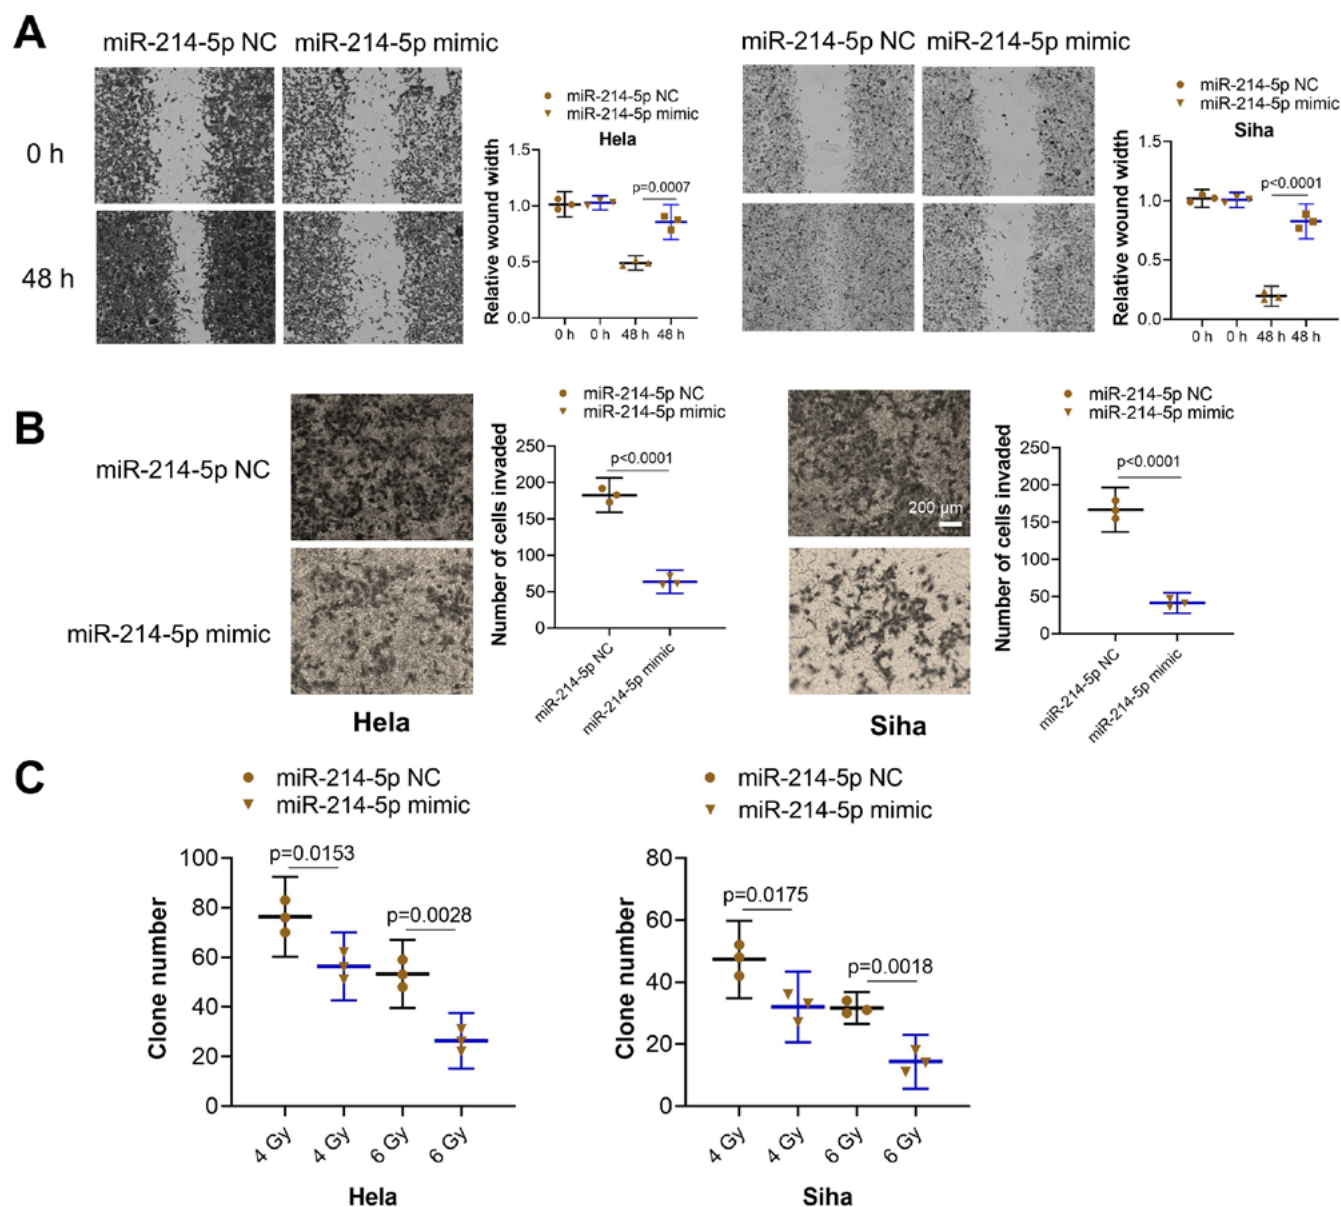 A
miR-214-5p NC miR-214-5p mimic
0 h
48 h
miR-214-5p NC
miR-214-5p mimic
Hela
Relative wound width
1.5
1.0
0.5
0.0
p=0.0007
0 h 0 h 48 h 48 h
miR-214-5p NC miR-214-5p mimic
miR-214-5p NC
miR-214-5p mimic
Siha
Relative wound width
1.5
1.0
0.5
0.0
p<0.0001
0 h 0 h 48 h 48 h
B
miR-214-5p NC
miR-214-5p mimic
Hela
miR-214-5p NC
miR-214-5p mimic
Number of cells invaded
250
200
150
100
50
0
p<0.0001
miR-214-5p NC
miR-214-5p mimic
200 μm
Siha
miR-214-5p NC
miR-214-5p mimic
Number of cells invaded
250
200
150
100
50
0
p<0.0001
miR-214-5p NC
miR-214-5p mimic
C
miR-214-5p NC
miR-214-5p mimic
Clone number
100
80
60
40
20
0
p=0.0153
p=0.0028
4 Gy 4 Gy 6 Gy 6 Gy
Hela
miR-214-5p NC
miR-214-5p mimic
Clone number
80
60
40
20
0
p=0.0175
p=0.0018
4 Gy 4 Gy 6 Gy 6 Gy
Siha